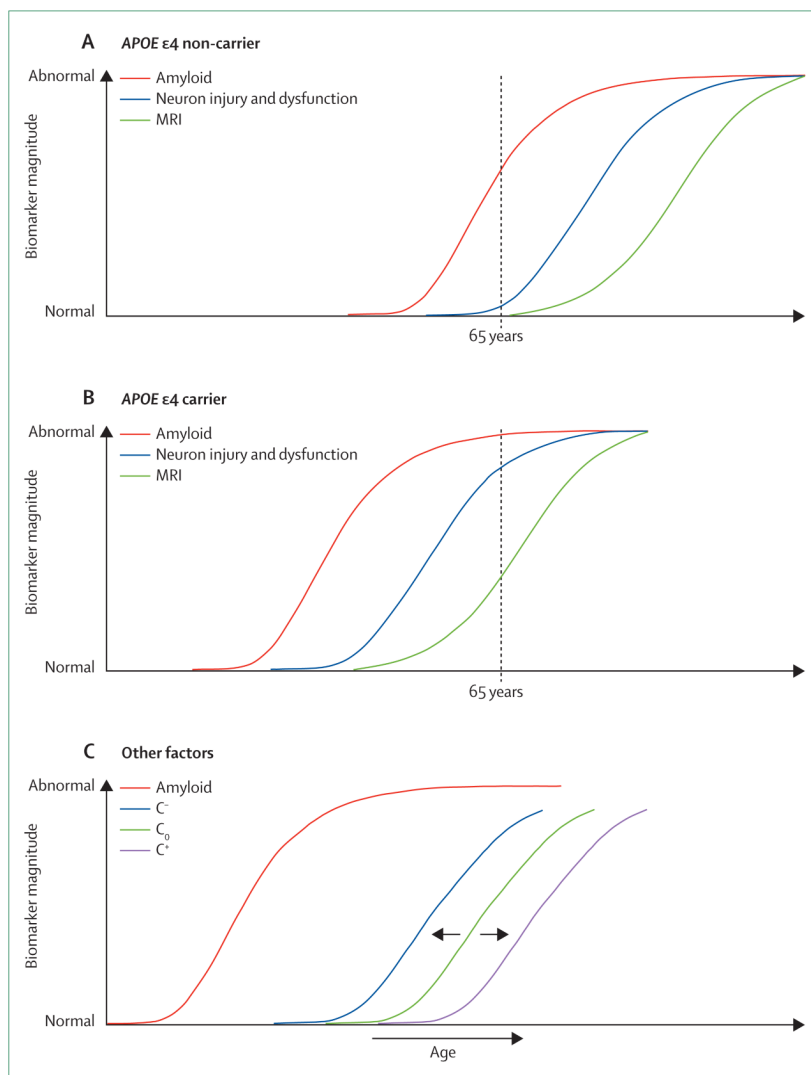 A APOE ε4 non-carrier
Abnormal
Amyloid
Neuron injury and dysfunction
MRI
Biomarker magnitude
Normal
65 years
B APOE ε4 carrier
Abnormal
Amyloid
Neuron injury and dysfunction
MRI
Biomarker magnitude
Normal
65 years
C Other factors
Abnormal
Amyloid
C⁻
C₀
C⁺
Biomarker magnitude
Normal
Age